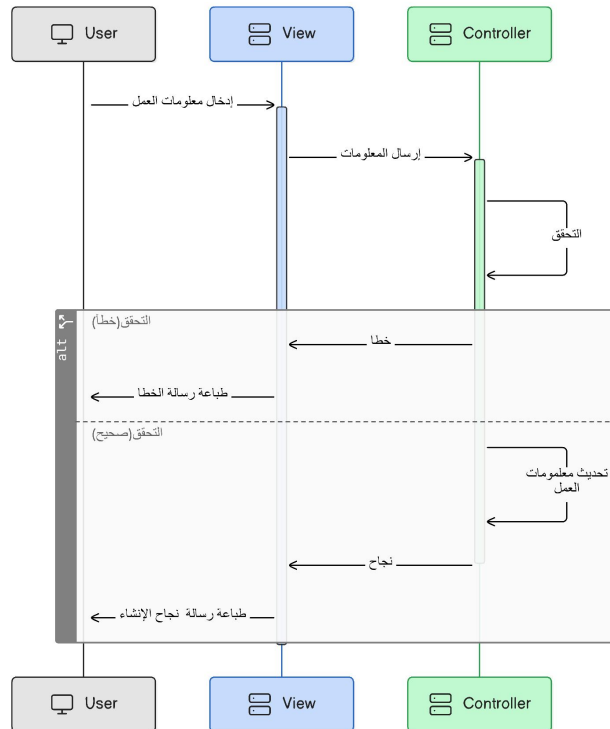 User
View
Controller
إدخال معلومات العمل
إرسال المعلومات
التحقق
alt
التحقق(خطأ)
خطا
طباعة رسالة الخطا
التحقق(صحيح)
تحديث معلمومات
العمل
نجاح
طباعة رسالة نجاح الإنشاء
User
View
Controller